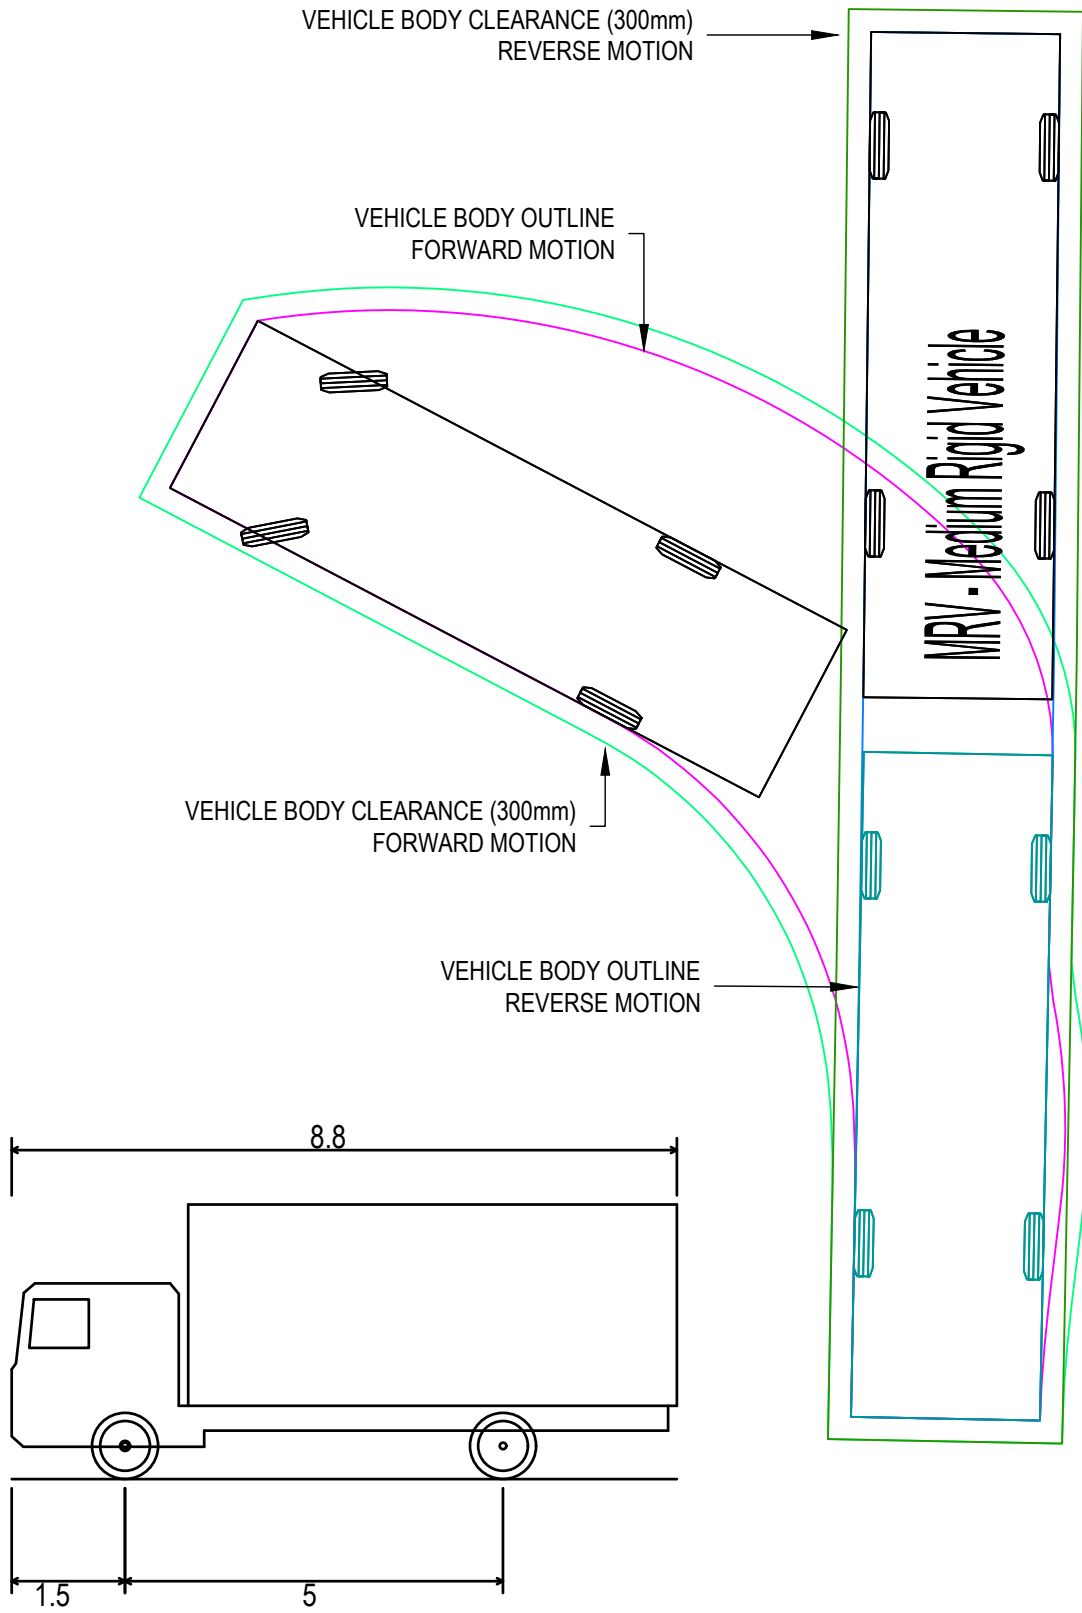 VEHICLE BODY CLEARANCE (300mm)
REVERSE MOTION
VEHICLE BODY OUTLINE
FORWARD MOTION
MRV - Medium Rigid Vehicle
VEHICLE BODY CLEARANCE (300mm)
FORWARD MOTION
VEHICLE BODY OUTLINE
REVERSE MOTION
8.8
1.5
5